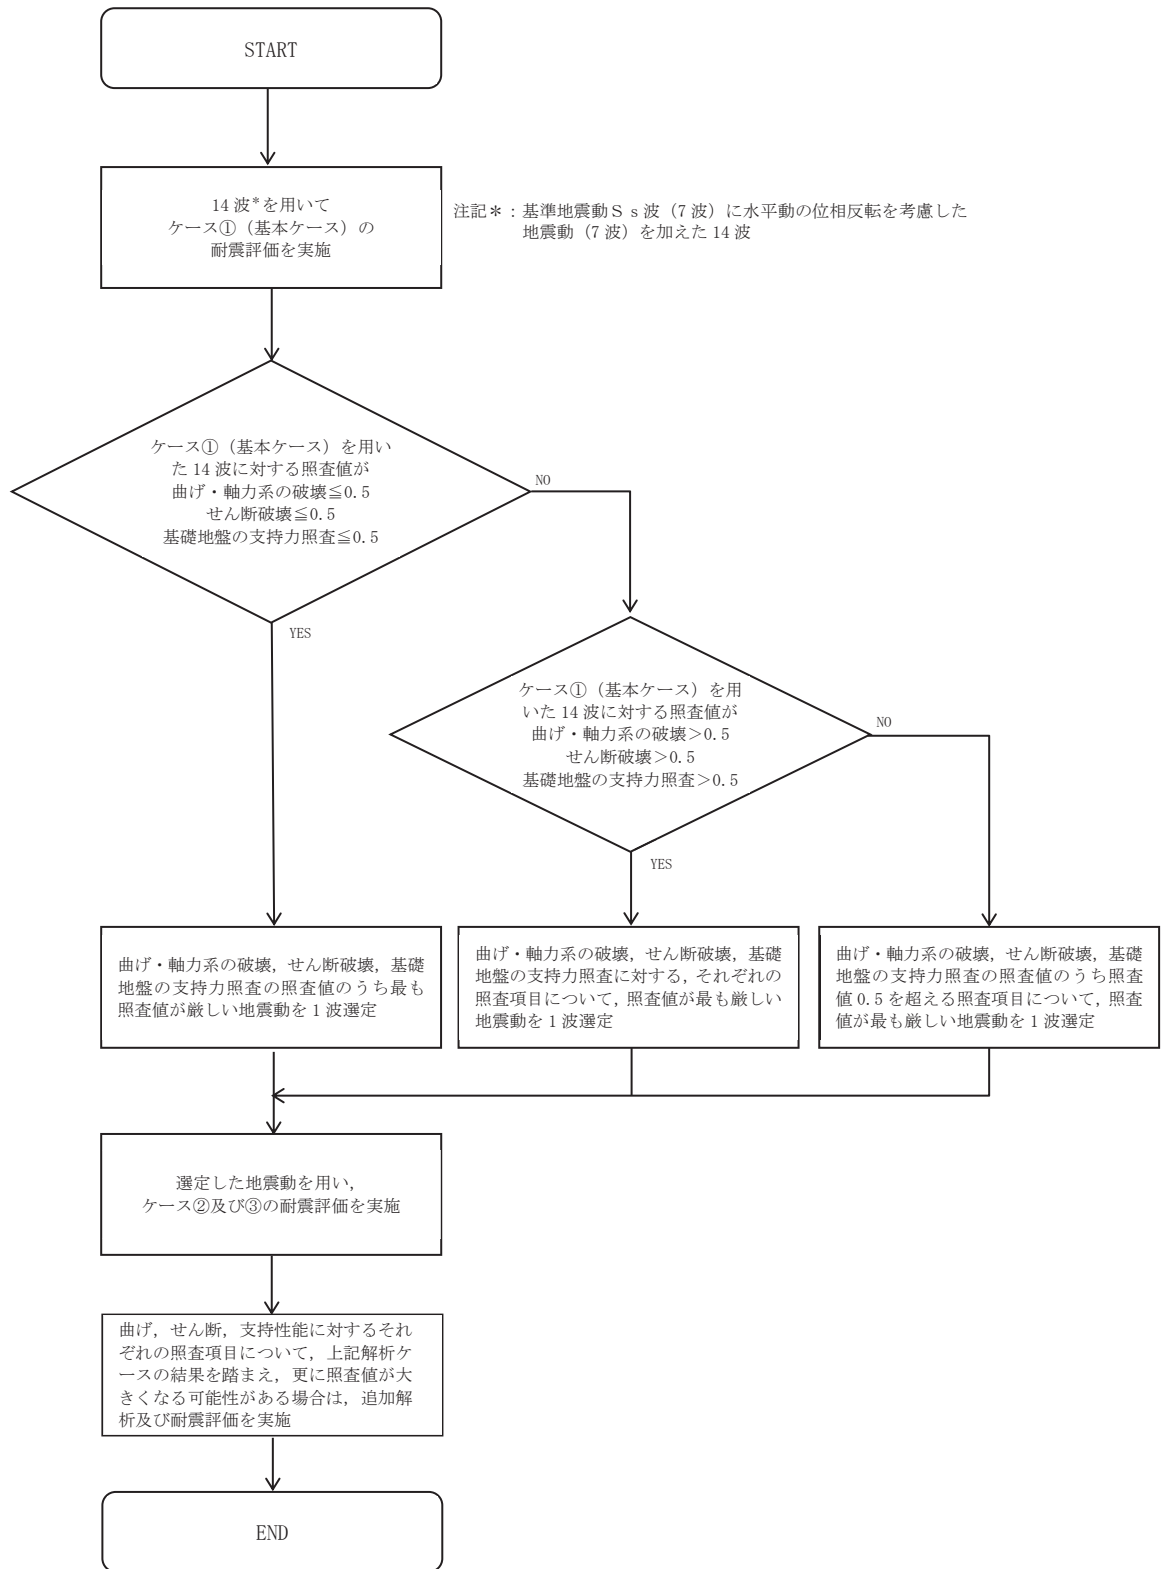 START
14 波*を用いて
ケース①（基本ケース）の
耐震評価を実施
注記＊：基準地震動Ｓｓ波（7 波）に水平動の位相反転を考慮した
地震動（7 波）を加えた 14 波
ケース①（基本ケース）を用い
た 14 波に対する照査値が
曲げ・軸力系の破壊≦0.5
せん断破壊≦0.5
基礎地盤の支持力照査≦0.5
NO
YES
ケース①（基本ケース）を用
いた 14 波に対する照査値が
曲げ・軸力系の破壊＞0.5
せん断破壊＞0.5
基礎地盤の支持力照査＞0.5
NO
YES
曲げ・軸力系の破壊，せん断破壊，基礎
地盤の支持力照査の照査値のうち最も
照査値が厳しい地震動を 1 波選定
曲げ・軸力系の破壊，せん断破壊，基礎
地盤の支持力照査に対する，それぞれの
照査項目について，照査値が最も厳しい
地震動を 1 波選定
曲げ・軸力系の破壊，せん断破壊，基礎
地盤の支持力照査の照査値のうち照査
値 0.5 を超える照査項目について，照査
値が最も厳しい地震動を 1 波選定
選定した地震動を用い，
ケース②及び③の耐震評価を実施
曲げ，せん断，支持性能に対するそれ
ぞれの照査項目について，上記解析ケ
ースの結果を踏まえ，更に照査値が大
きくなる可能性がある場合は，追加解
析及び耐震評価を実施
END